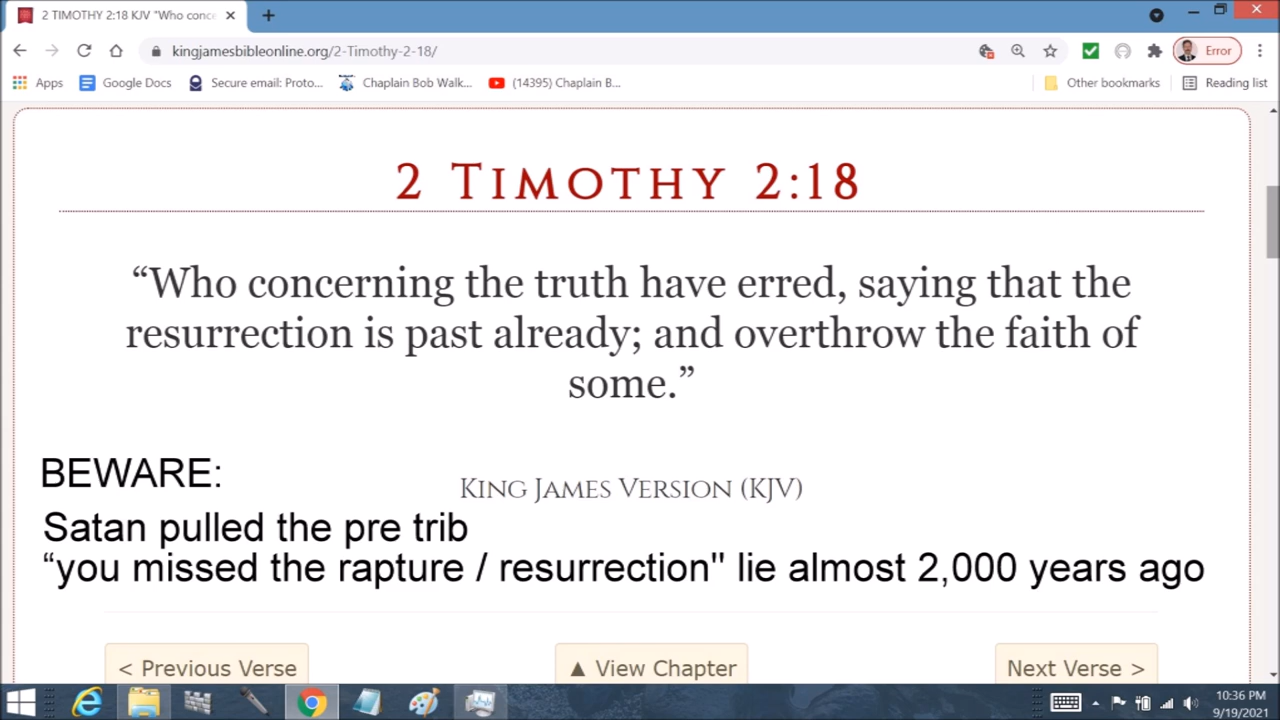 2 TIMOTHY 2:18 KJV "Who conce
kingjamesbibleonline.org/2-Timothy-2-18/
Error
Apps
Google Docs
Secure email: Proto...
Chaplain Bob Walk...
(14395) Chaplain B...
Other bookmarks
Reading list
2 TIMOTHY 2:18
“Who concerning the truth have erred, saying that the
resurrection is past already; and overthrow the faith of
some.”
BEWARE:
KING JAMES VERSION (KJV)
Satan pulled the pre trib
“you missed the rapture / resurrection" lie almost 2,000 years ago
< Previous Verse
▲ View Chapter
Next Verse >
10:36 PM
9/19/2021